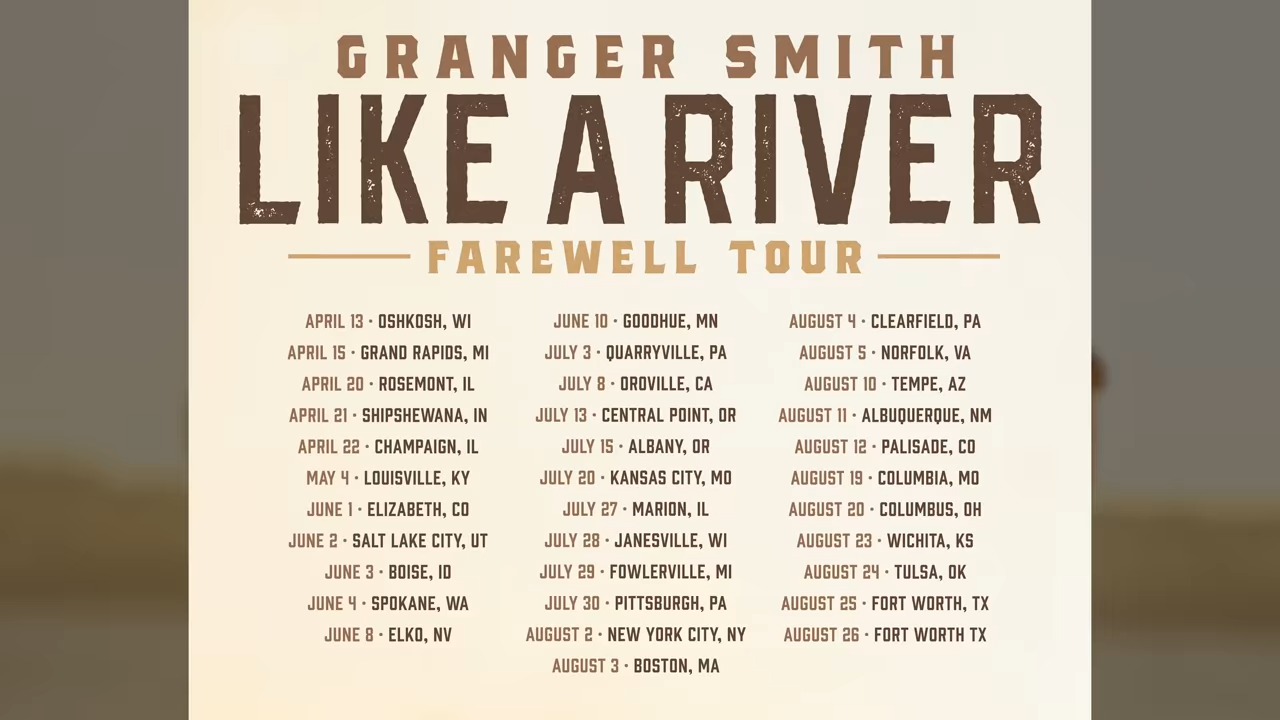 GRANGER SMITH
LIKE A RIVER
FAREWELL TOUR
APRIL 13 · OSHKOSH, WI
APRIL 15 · GRAND RAPIDS, MI
APRIL 20 · ROSEMONT, IL
APRIL 21 · SHIPSHEWANA, IN
APRIL 22 · CHAMPAIGN, IL
MAY 4 · LOUISVILLE, KY
JUNE 1 · ELIZABETH, CO
JUNE 2 · SALT LAKE CITY, UT
JUNE 3 · BOISE, ID
JUNE 4 · SPOKANE, WA
JUNE 8 · ELKO, NV
JUNE 10 · GOODHUE, MN
JULY 3 · QUARRYVILLE, PA
JULY 8 · OROVILLE, CA
JULY 13 · CENTRAL POINT, OR
JULY 15 · ALBANY, OR
JULY 20 · KANSAS CITY, MO
JULY 27 · MARION, IL
JULY 28 · JANESVILLE, WI
JULY 29 · FOWLERVILLE, MI
JULY 30 · PITTSBURGH, PA
AUGUST 2 · NEW YORK CITY, NY
AUGUST 3 · BOSTON, MA
AUGUST 4 · CLEARFIELD, PA
AUGUST 5 · NORFOLK, VA
AUGUST 10 · TEMPE, AZ
AUGUST 11 · ALBUQUERQUE, NM
AUGUST 12 · PALISADE, CO
AUGUST 19 · COLUMBIA, MO
AUGUST 20 · COLUMBUS, OH
AUGUST 23 · WICHITA, KS
AUGUST 24 · TULSA, OK
AUGUST 25 · FORT WORTH, TX
AUGUST 26 · FORT WORTH TX